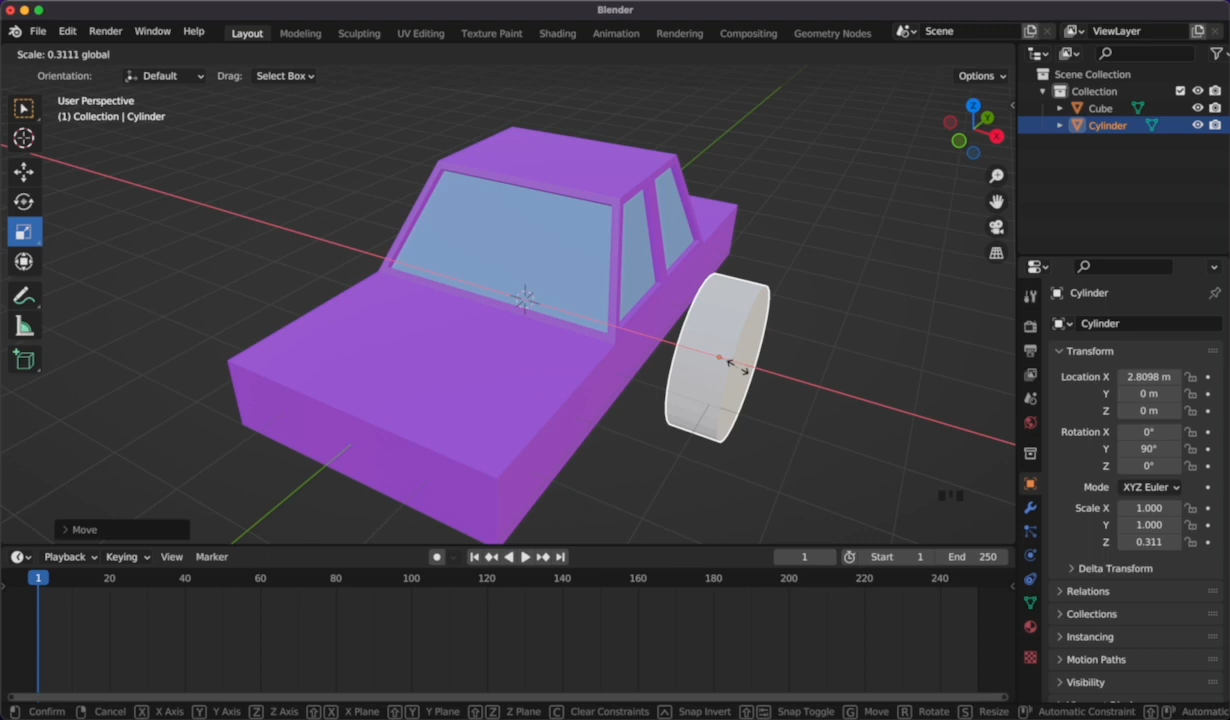 Blender
File Edit Render Window Help Layout Modeling Sculpting UV Editing Texture Paint Shading Animation Rendering Compositing Geometry Nodes Scene ViewLayer
Scale: 0.3111 global
Orientation: Default Drag: Select Box Options
User Perspective
(1) Collection | Cylinder
Scene Collection
Collection
Cube
Cylinder
Z
Y
X
Cylinder
Cylinder
Transform
Location X 2.8098 m
Y 0 m
Z 0 m
Rotation X 0°
Y 90°
Z 0°
Mode XYZ Euler
Scale X 1.000
Y 1.000
Z 0.311
Delta Transform
Relations
Collections
Instancing
Motion Paths
Visibility
Move
Playback Keying View Marker 1 Start 1 End 250
1 20 40 60 80 100 120 140 160 180 200 220 240
Confirm Cancel X X Axis Y Y Axis Z Z Axis X X Plane Y Y Plane Z Z Plane C Clear Constraints Snap Invert Snap Toggle G Move R Rotate S Resize Automatic Constraint Automati